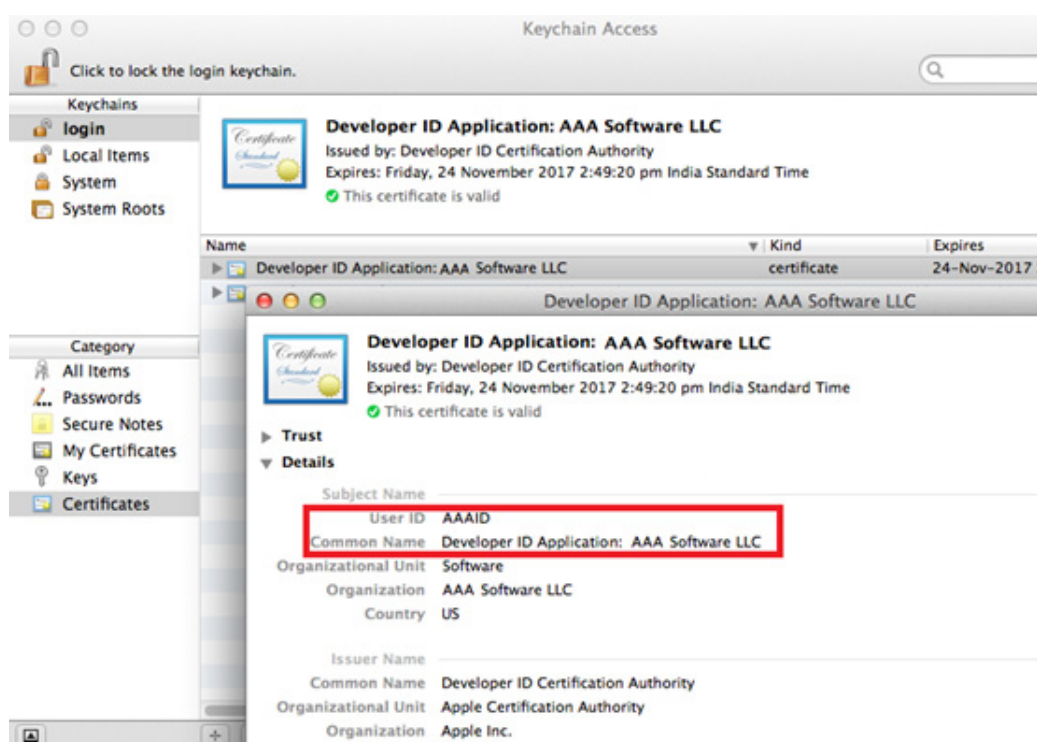 Keychain Access
Click to lock the login keychain.
Keychains
login
Local Items
System
System Roots
Certificate
Standard
Developer ID Application: AAA Software LLC
Issued by: Developer ID Certification Authority
Expires: Friday, 24 November 2017 2:49:20 pm India Standard Time
This certificate is valid
Name Kind Expires
Developer ID Application: AAA Software LLC certificate 24-Nov-2017
Developer ID Application: AAA Software LLC
Certificate
Standard
Developer ID Application: AAA Software LLC
Issued by: Developer ID Certification Authority
Expires: Friday, 24 November 2017 2:49:20 pm India Standard Time
This certificate is valid
Trust
Details
Subject Name
User ID AAAID
Common Name Developer ID Application: AAA Software LLC
Organizational Unit Software
Organization AAA Software LLC
Country US
Issuer Name
Common Name Developer ID Certification Authority
Organizational Unit Apple Certification Authority
Organization Apple Inc.
Category
All Items
Passwords
Secure Notes
My Certificates
Keys
Certificates